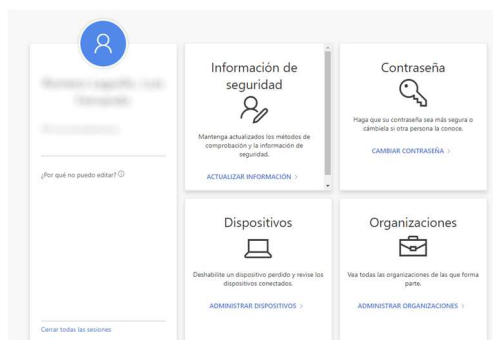 ¿Por qué no puedo editar?
Cerrar todas las sesiones
Información de
seguridad
Mantenga actualizados los métodos de
comprobación y la información de
seguridad.
ACTUALIZAR INFORMACIÓN >
Contraseña
Haga que su contraseña sea más segura o
cámbiela si otra persona la conoce.
CAMBIAR CONTRASEÑA >
Dispositivos
Deshabilite un dispositivo perdido y revise los
dispositivos conectados.
ADMINISTRAR DISPOSITIVOS >
Organizaciones
Vea todas las organizaciones de las que forma
parte.
ADMINISTRAR ORGANIZACIONES >